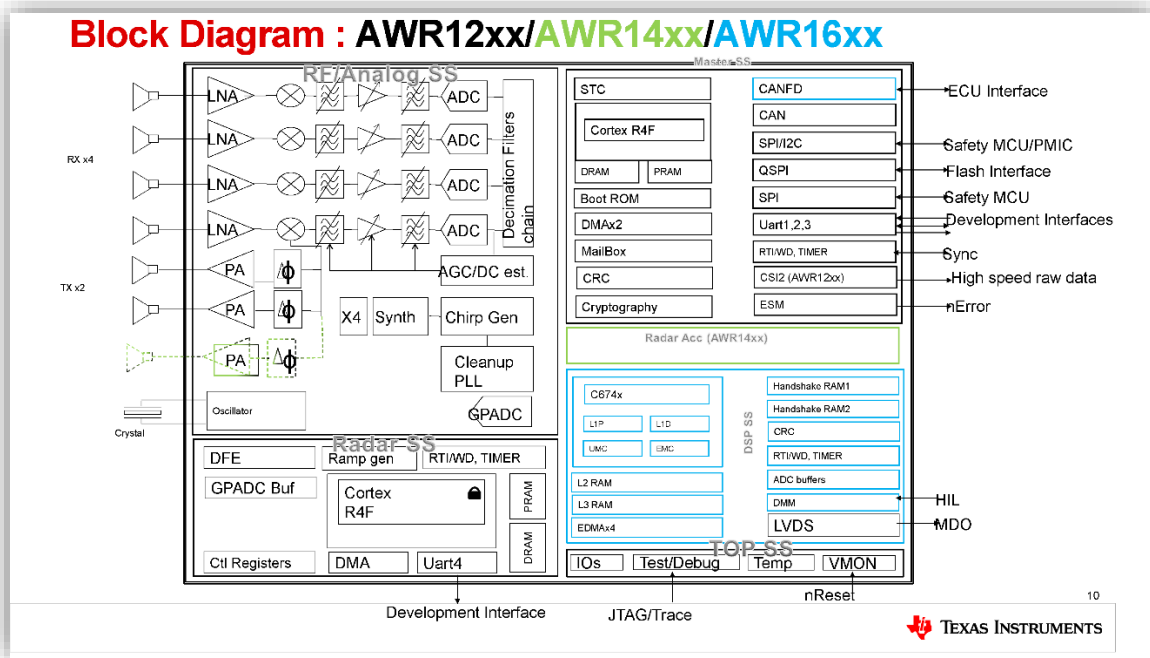 Block Diagram : AWR12xx/AWR14xx/AWR16xx
RF/Analog SS
RX x4
LNA
ADC
LNA
ADC
LNA
ADC
LNA
ADC
Decimation Filters chain
TX x2
PA
Δϕ
PA
Δϕ
PA
Δϕ
AGC/DC est.
X4
Synth
Chirp Gen
Cleanup
PLL
GPADC
Oscillator
Crystal
Radar SS
DFE
Ramp gen
RTI/WD, TIMER
GPADC Buf
Cortex
R4F
PRAM
DRAM
Ctl Registers
DMA
Uart4
Development Interface
Master SS
STC
Cortex R4F
DRAM
PRAM
Boot ROM
DMAx2
MailBox
CRC
Cryptography
CANFD
CAN
SPI/I2C
QSPI
SPI
Uart1,2,3
RTI/WD, TIMER
CSI2 (AWR12xx)
ESM
ECU Interface
Safety MCU/PMIC
Flash Interface
Safety MCU
Development Interfaces
Sync
High speed raw data
nError
Radar Acc (AWR14xx)
DSP SS
C674x
L1P
L1D
UMC
EMC
L2 RAM
L3 RAM
EDMAx4
Handshake RAM1
Handshake RAM2
CRC
RTI/WD, TIMER
ADC buffers
DMM
LVDS
HIL
MDO
TOP SS
IOs
Test/Debug
Temp
VMON
JTAG/Trace
nReset
10
TEXAS INSTRUMENTS